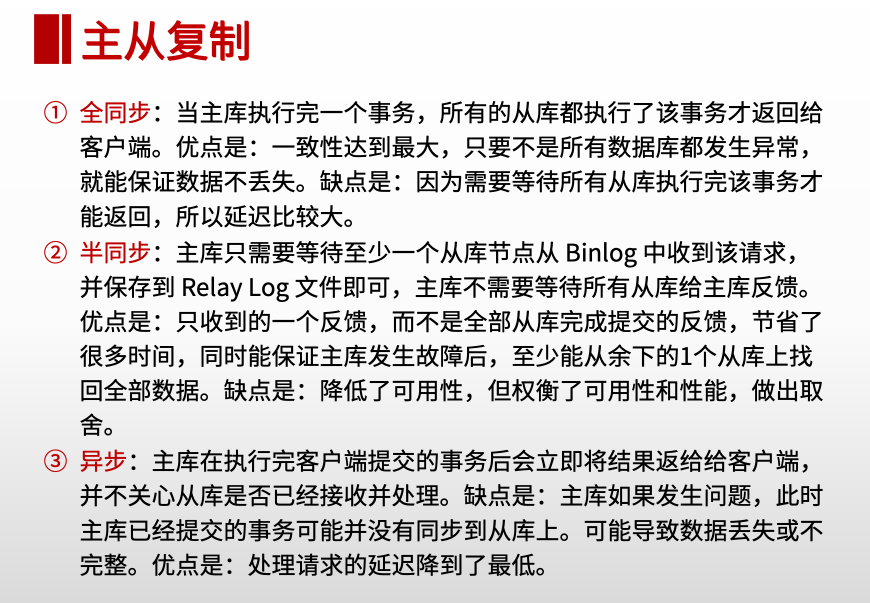 主从复制
① 全同步：当主库执行完一个事务，所有的从库都执行了该事务才返回给
客户端。优点是：一致性达到最大，只要不是所有数据库都发生异常，
就能保证数据不丢失。缺点是：因为需要等待所有从库执行完该事务才
能返回，所以延迟比较大。
② 半同步：主库只需要等待至少一个从库节点从 Binlog 中收到该请求，
并保存到 Relay Log 文件即可，主库不需要等待所有从库给主库反馈。
优点是：只收到的一个反馈，而不是全部从库完成提交的反馈，节省了
很多时间，同时能保证主库发生故障后，至少能从余下的1个从库上找
回全部数据。缺点是：降低了可用性，但权衡了可用性和性能，做出取
舍。
③ 异步：主库在执行完客户端提交的事务后会立即将结果返给给客户端，
并不关心从库是否已经接收并处理。缺点是：主库如果发生问题，此时
主库已经提交的事务可能并没有同步到从库上。可能导致数据丢失或不
完整。优点是：处理请求的延迟降到了最低。